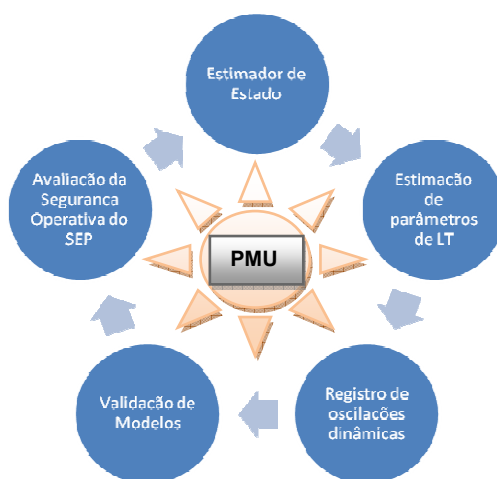 Estimador de
Estado
Estimação
de
parâmetros
de LT
Registro de
oscilações
dinâmicas
Validação de
Modelos
Avaliação da
Segurança
Operativa do
SEP
PMU